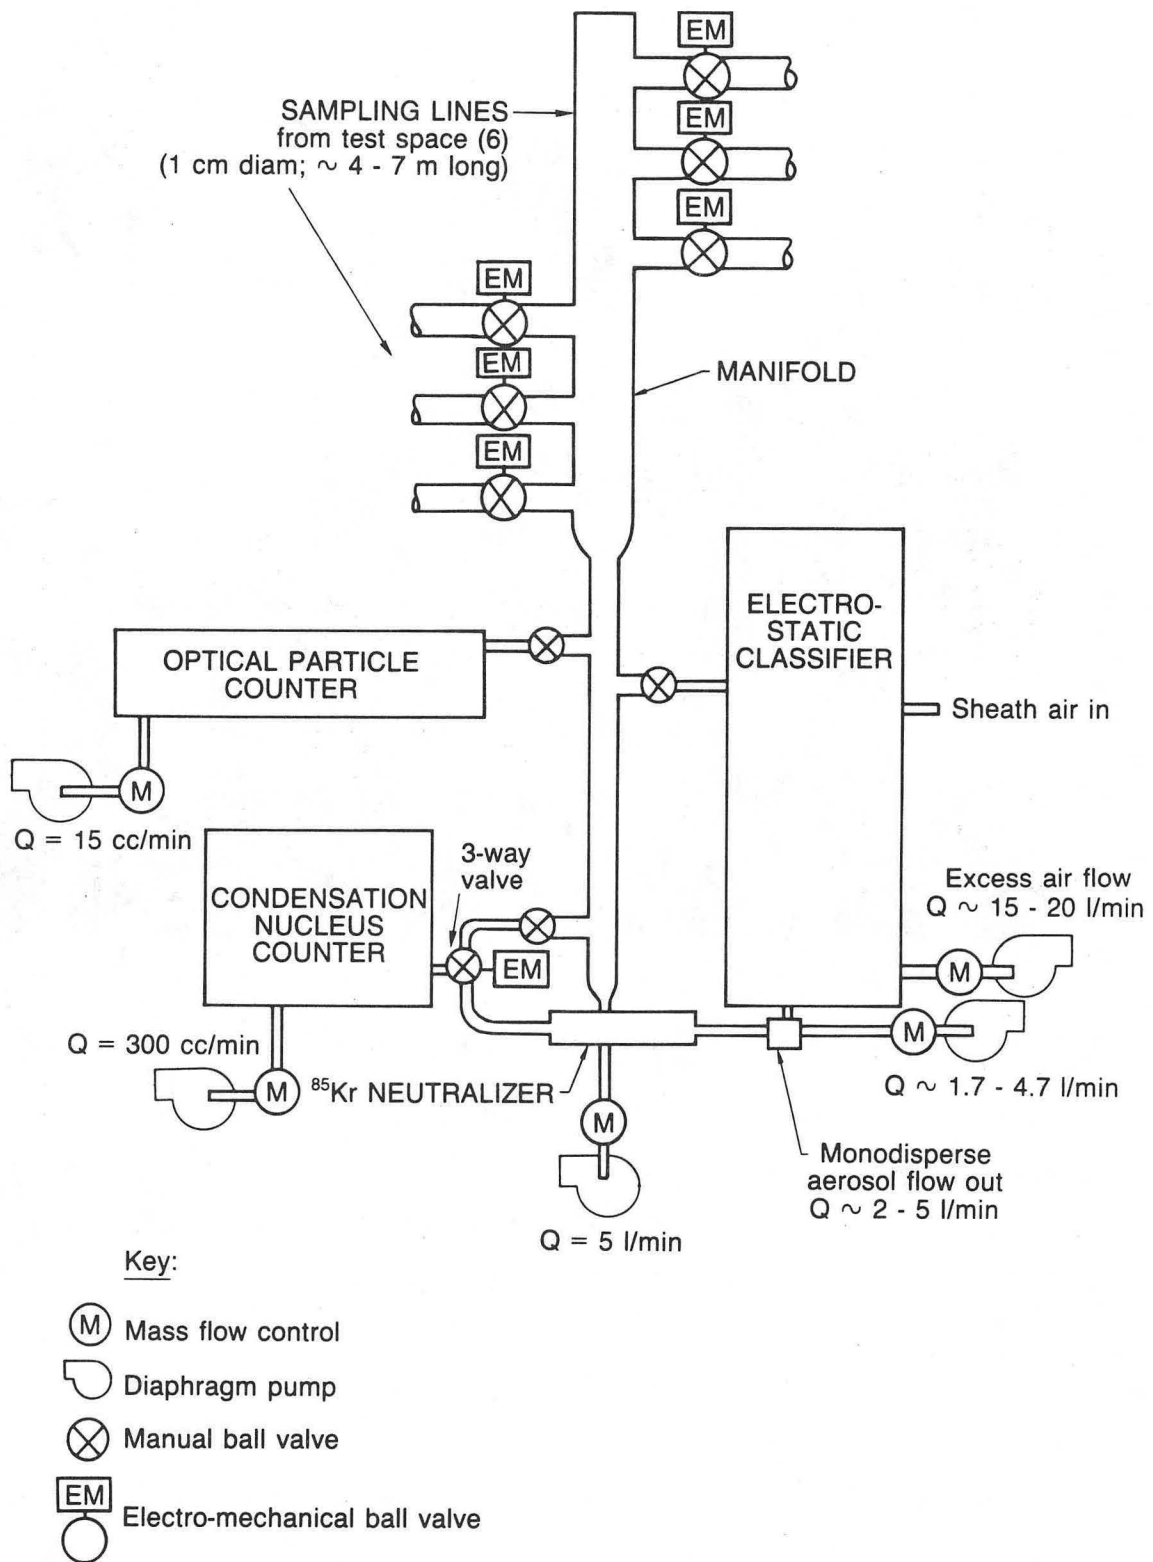 EM
EM
EM
SAMPLING LINES
from test space (6)
(1 cm diam; ~ 4 - 7 m long)
EM
EM
EM
MANIFOLD
ELECTRO-
STATIC
CLASSIFIER
OPTICAL PARTICLE
COUNTER
Sheath air in
M
Q = 15 cc/min
3-way
valve
CONDENSATION
NUCLEUS
COUNTER
EM
Excess air flow
Q ~ 15 - 20 l/min
M
M
Q = 300 cc/min
M
⁸⁵Kr NEUTRALIZER
Q ~ 1.7 - 4.7 l/min
M
Monodisperse
aerosol flow out
Q ~ 2 - 5 l/min
Q = 5 l/min
Key:
M Mass flow control
Diaphragm pump
Manual ball valve
EM
Electro-mechanical ball valve